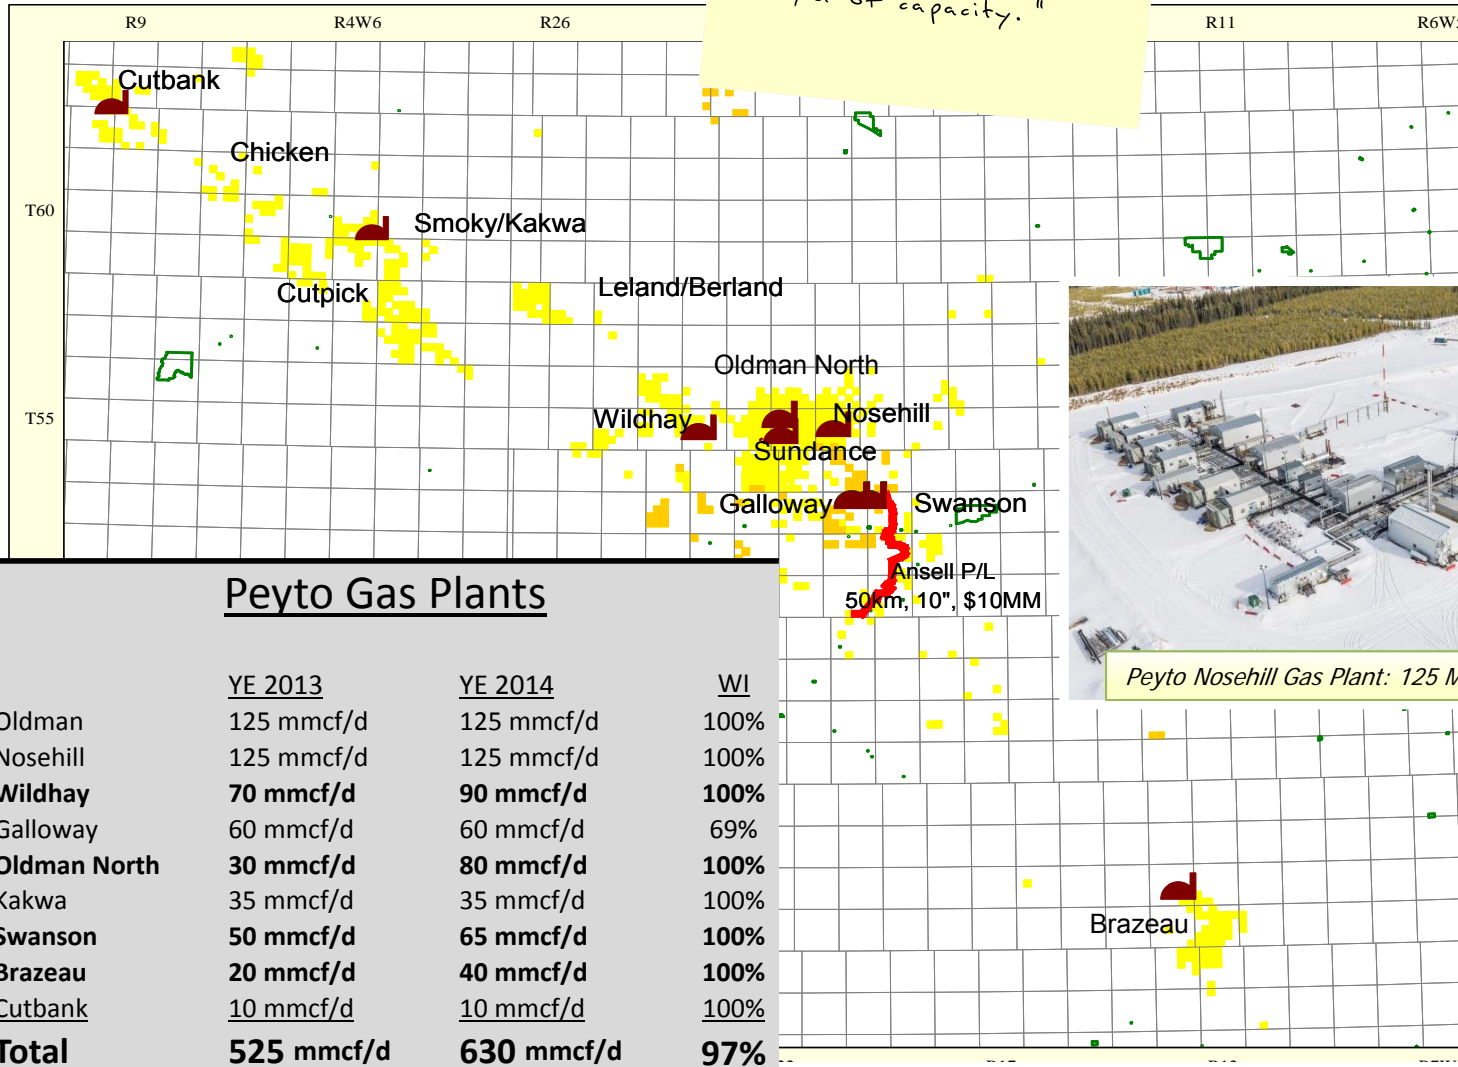 capacity."
R9 R4W6 R26 R11
Cutbank
Chicken
T60
Smoky/Kakwa
Cutpick
Leland/Berland
Oldman North
T55
Wildhay
Nosehill
Sundance
Galloway
Swanson
Ansell P/L
50km, 10", $10MM
Peyto Nosehill Gas Plant: 125 M
Brazeau
Peyto Gas Plants
YE 2013 YE 2014 WI
Oldman 125 mmcf/d 125 mmcf/d 100%
Nosehill 125 mmcf/d 125 mmcf/d 100%
Wildhay 70 mmcf/d 90 mmcf/d 100%
Galloway 60 mmcf/d 60 mmcf/d 69%
Oldman North 30 mmcf/d 80 mmcf/d 100%
Kakwa 35 mmcf/d 35 mmcf/d 100%
Swanson 50 mmcf/d 65 mmcf/d 100%
Brazeau 20 mmcf/d 40 mmcf/d 100%
Cutbank 10 mmcf/d 10 mmcf/d 100%
Total 525 mmcf/d 630 mmcf/d 97%